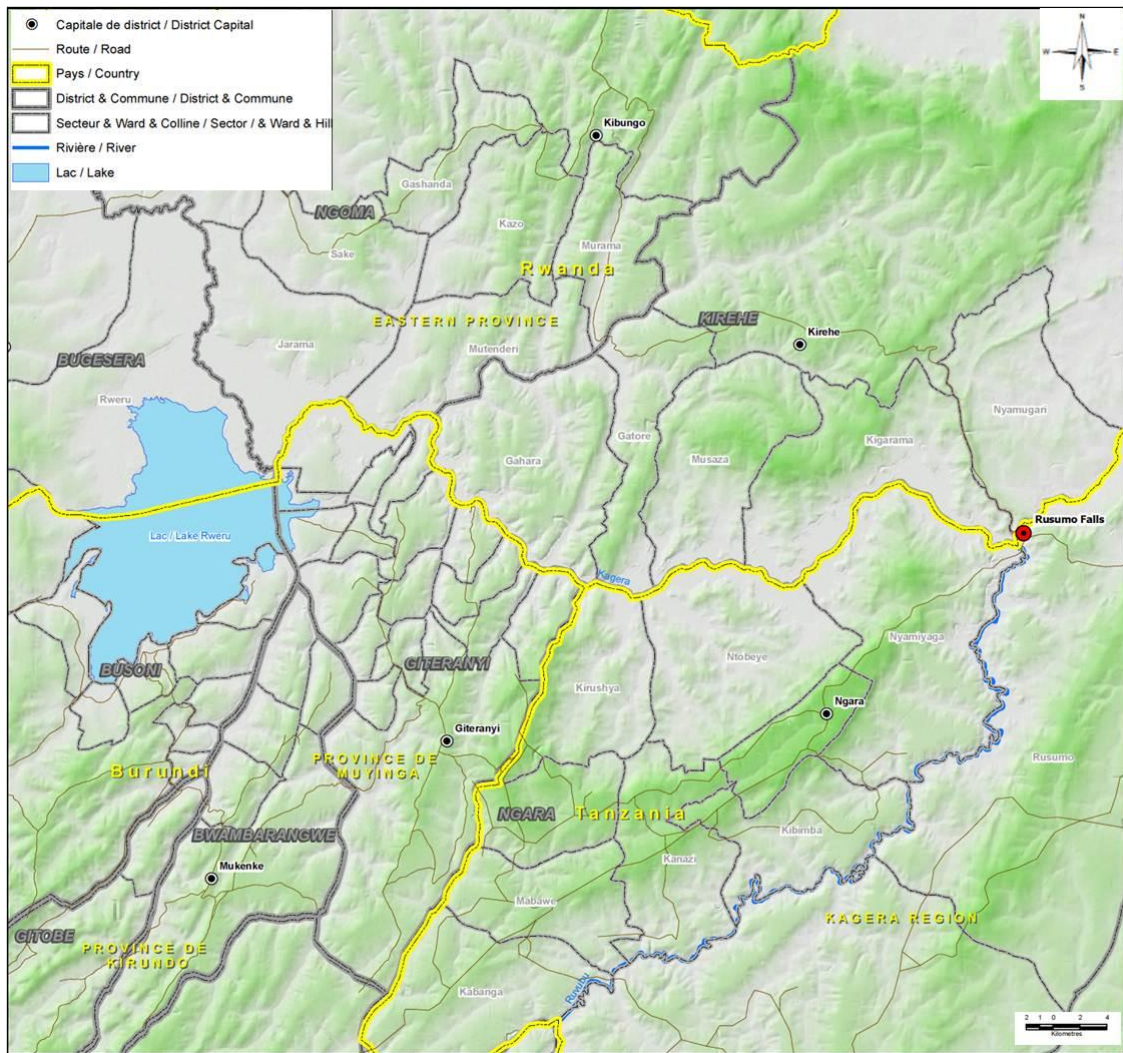 Capitale de district / District Capital
Route / Road
Pays / Country
District & Commune / District & Commune
Secteur & Ward & Colline / Sector / & Ward & Hill
Rivière / River
Lac / Lake
N
W
E
S
Kibungo
Gashanda
NGOMA
Kazo
Sake
Murama
Rwanda
EASTERN PROVINCE
KIREHE
Kirehe
Jarama
Mutenderi
BUGESERA
Rweru
Nyamugari
Gatore
Kigarama
Gahara
Musaza
Rusumo Falls
Lac / Lake Rweru
Kagera
Nyamiyaga
Ntobeye
GITERANYI
BUSONI
Kirushya
Ngara
Giteranyi
PROVINCE DE
MUYINGA
Rusumo
Burundi
NGARA
Tanzania
BWAMBARANGWE
Kibimba
Mukenke
Kanazi
Mabawe
KAGERA REGION
GITOBE
PROVINCE DE
KIRUNDO
Kabanga
Ruvubu
2 1 0 2 4
Kilometres